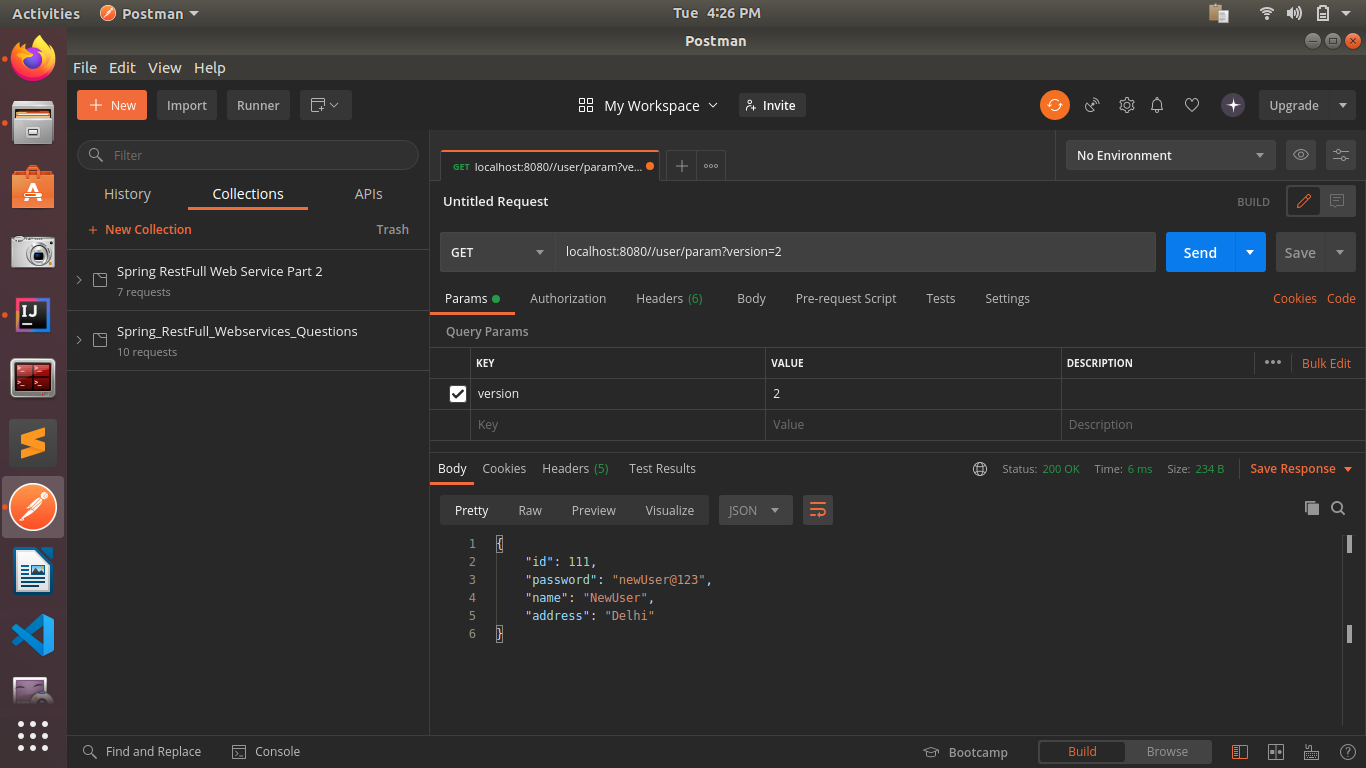 Activities Postman Tue 4:26 PM
Postman
File Edit View Help
+ New Import Runner My Workspace Invite Upgrade
Filter
History Collections APIs
+ New Collection Trash
Spring RestFull Web Service Part 2
7 requests
Spring_RestFull_Webservices_Questions
10 requests
GET localhost:8080//user/param?ve... + ooo No Environment
Untitled Request BUILD
GET localhost:8080//user/param?version=2 Send Save
Params Authorization Headers (6) Body Pre-request Script Tests Settings Cookies Code
Query Params
KEY VALUE DESCRIPTION ••• Bulk Edit
version 2
Key Value Description
Body Cookies Headers (5) Test Results Status: 200 OK Time: 6 ms Size: 234 B Save Response
Pretty Raw Preview Visualize JSON
1 {
2 "id": 111,
3 "password": "newUser@123",
4 "name": "NewUser",
5 "address": "Delhi"
6 }
Find and Replace Console Bootcamp Build Browse
IJ